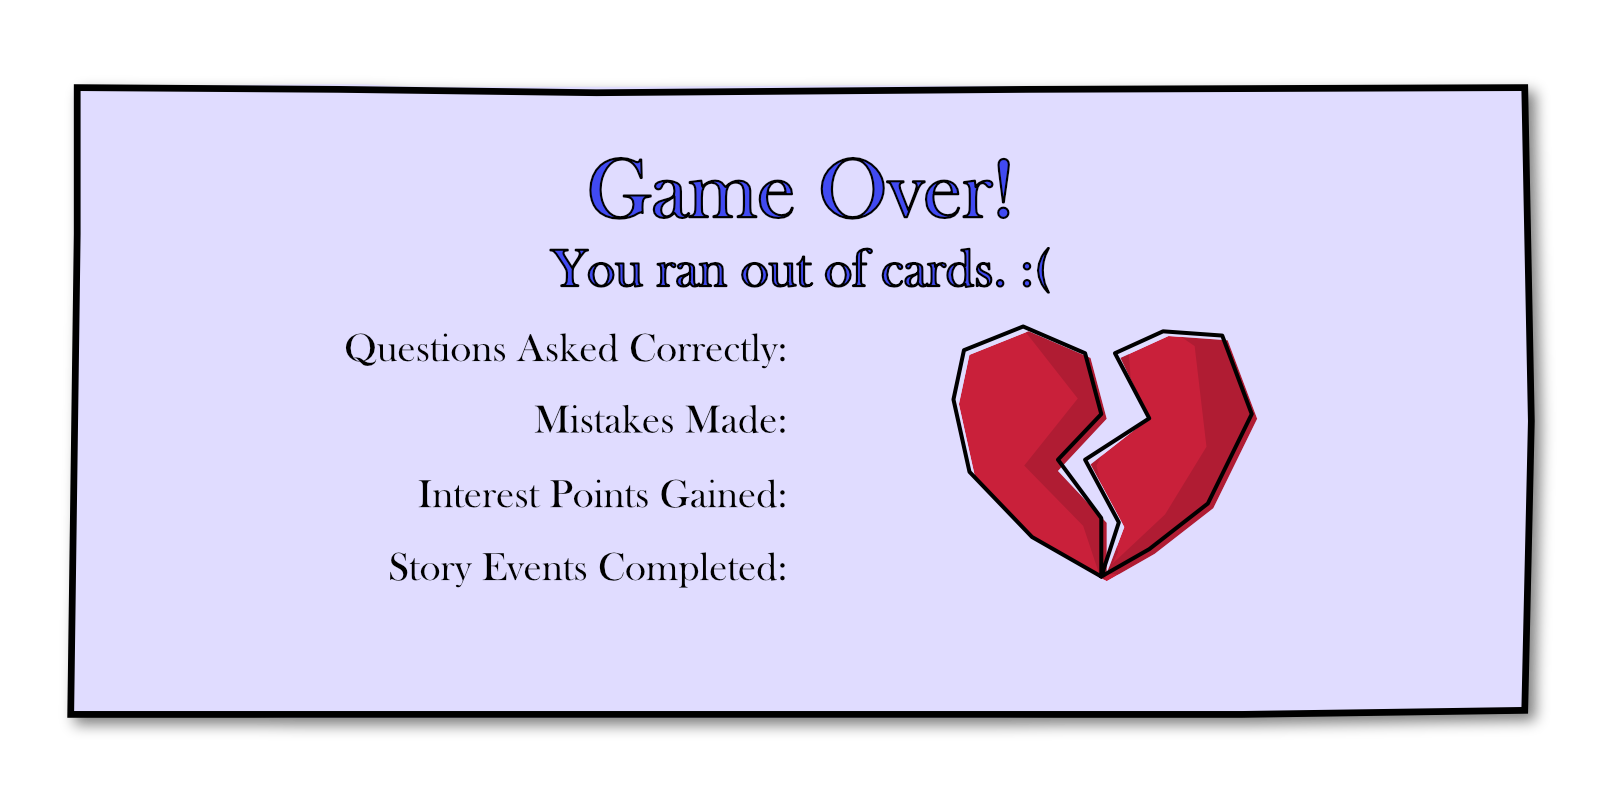 Game Over!
You ran out of cards. :(
Questions Asked Correctly:
Mistakes Made:
Interest Points Gained:
Story Events Completed: